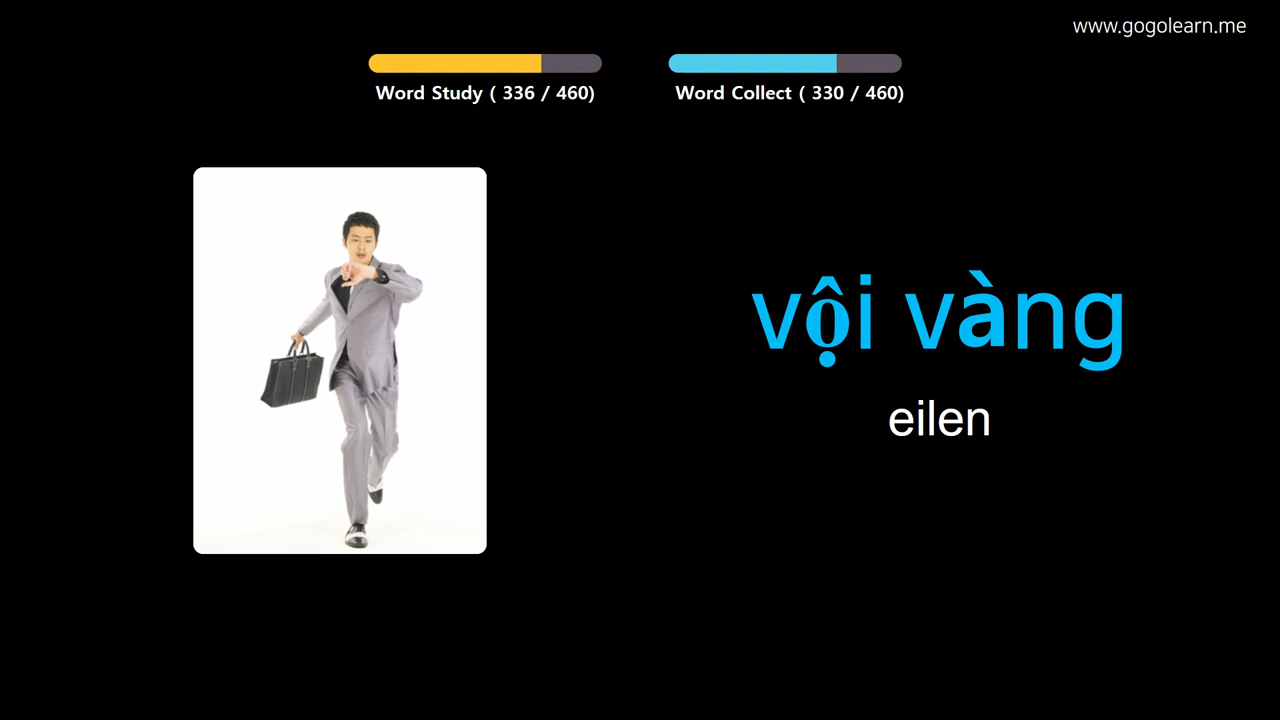 www.gogolearn.me
Word Study ( 336 / 460)
Word Collect ( 330 / 460)
vội vàng
eilen